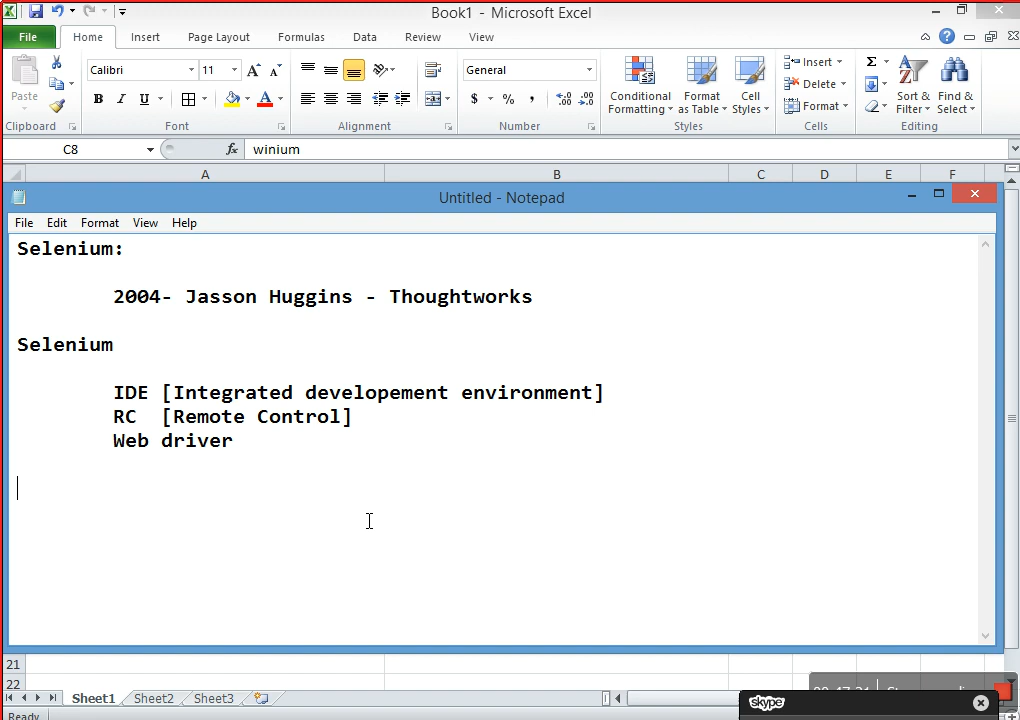 Book1 - Microsoft Excel
File Home Insert Page Layout Formulas Data Review View
Paste
Calibri 11
B I U
General
$ % ,
Conditional Formatting
Format as Table
Cell Styles
Insert
Delete
Format
Σ
Sort & Filter
Find & Select
Clipboard Font Alignment Number Styles Cells Editing
C8 fx winium
A B C D E F
Untitled - Notepad
File Edit Format View Help
Selenium:
2004- Jasson Huggins - Thoughtworks
Selenium
IDE [Integrated developement environment]
RC [Remote Control]
Web driver
21
22
Sheet1 Sheet2 Sheet3
skype
Ready